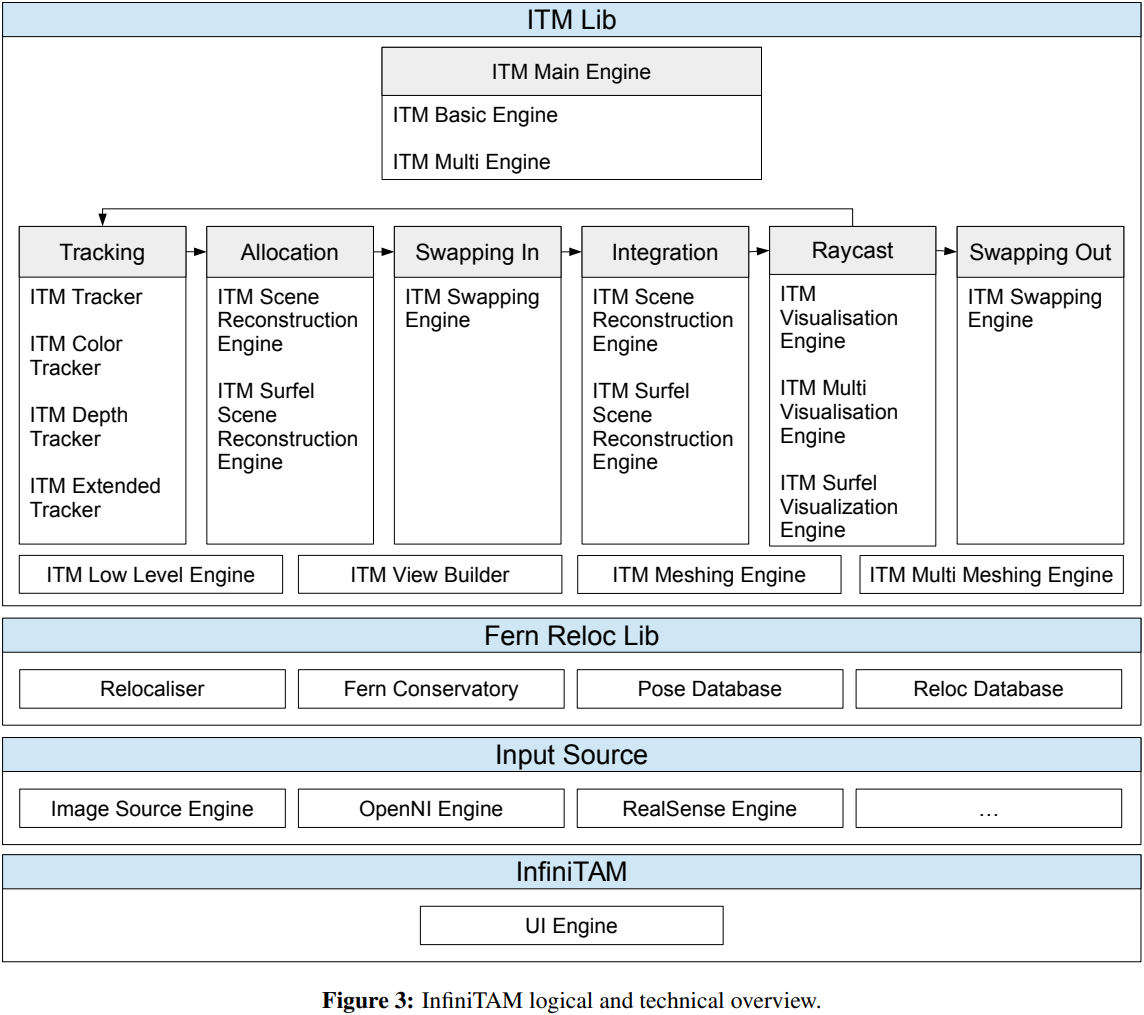 ITM Lib
ITM Main Engine
ITM Basic Engine
ITM Multi Engine
Tracking
ITM Tracker
ITM Color
Tracker
ITM Depth
Tracker
ITM Extended
Tracker
Allocation
ITM Scene
Reconstruction
Engine
ITM Surfel
Scene
Reconstruction
Engine
Swapping In
ITM Swapping
Engine
Integration
ITM Scene
Reconstruction
Engine
ITM Surfel
Scene
Reconstruction
Engine
Raycast
ITM
Visualisation
Engine
ITM Multi
Visualisation
Engine
ITM Surfel
Visualization
Engine
Swapping Out
ITM Swapping
Engine
ITM Low Level Engine
ITM View Builder
ITM Meshing Engine
ITM Multi Meshing Engine
Fern Reloc Lib
Relocaliser
Fern Conservatory
Pose Database
Reloc Database
Input Source
Image Source Engine
OpenNI Engine
RealSense Engine
…
InfiniTAM
UI Engine
Figure 3: InfiniTAM logical and technical overview.